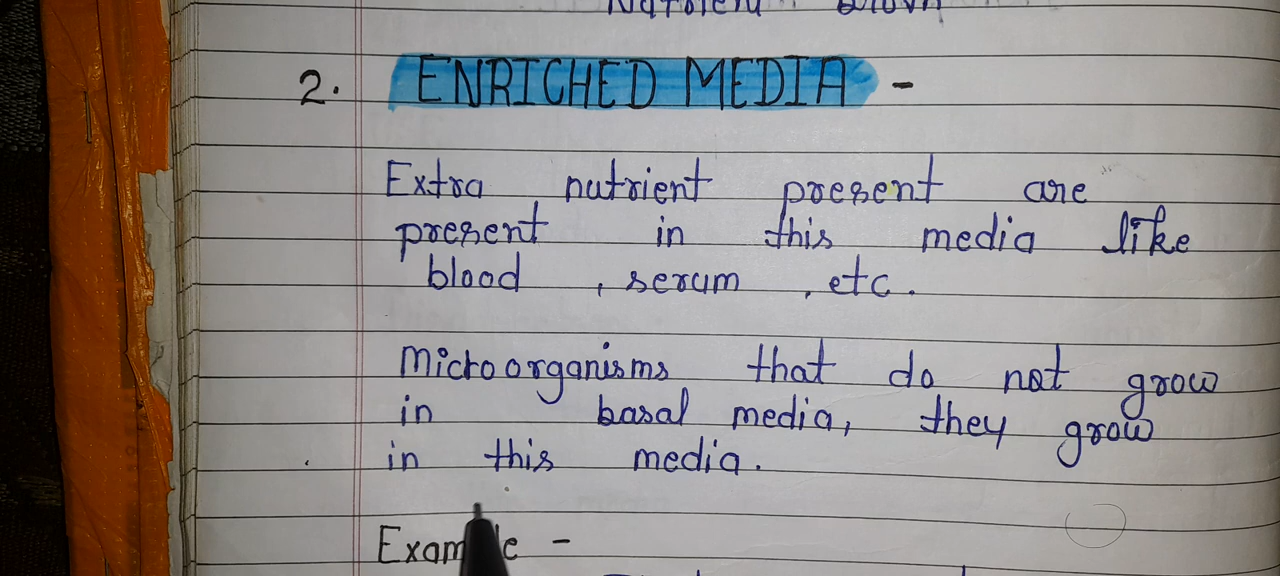 2. ENRICHED MEDIA -
Extra nutrient present are
present in this media like
blood , serum , etc.
Microorganisms that do not grow
in basal media, they grow
in this media.